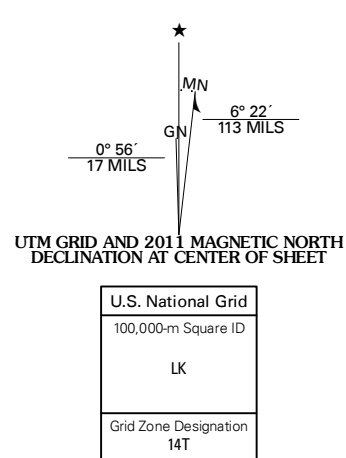 ★
MN
GN
6° 22´
113 MILS
0° 56´
17 MILS
UTM GRID AND 2011 MAGNETIC NORTH
DECLINATION AT CENTER OF SHEET
U.S. National Grid
100,000-m Square ID
LK
Grid Zone Designation
14T